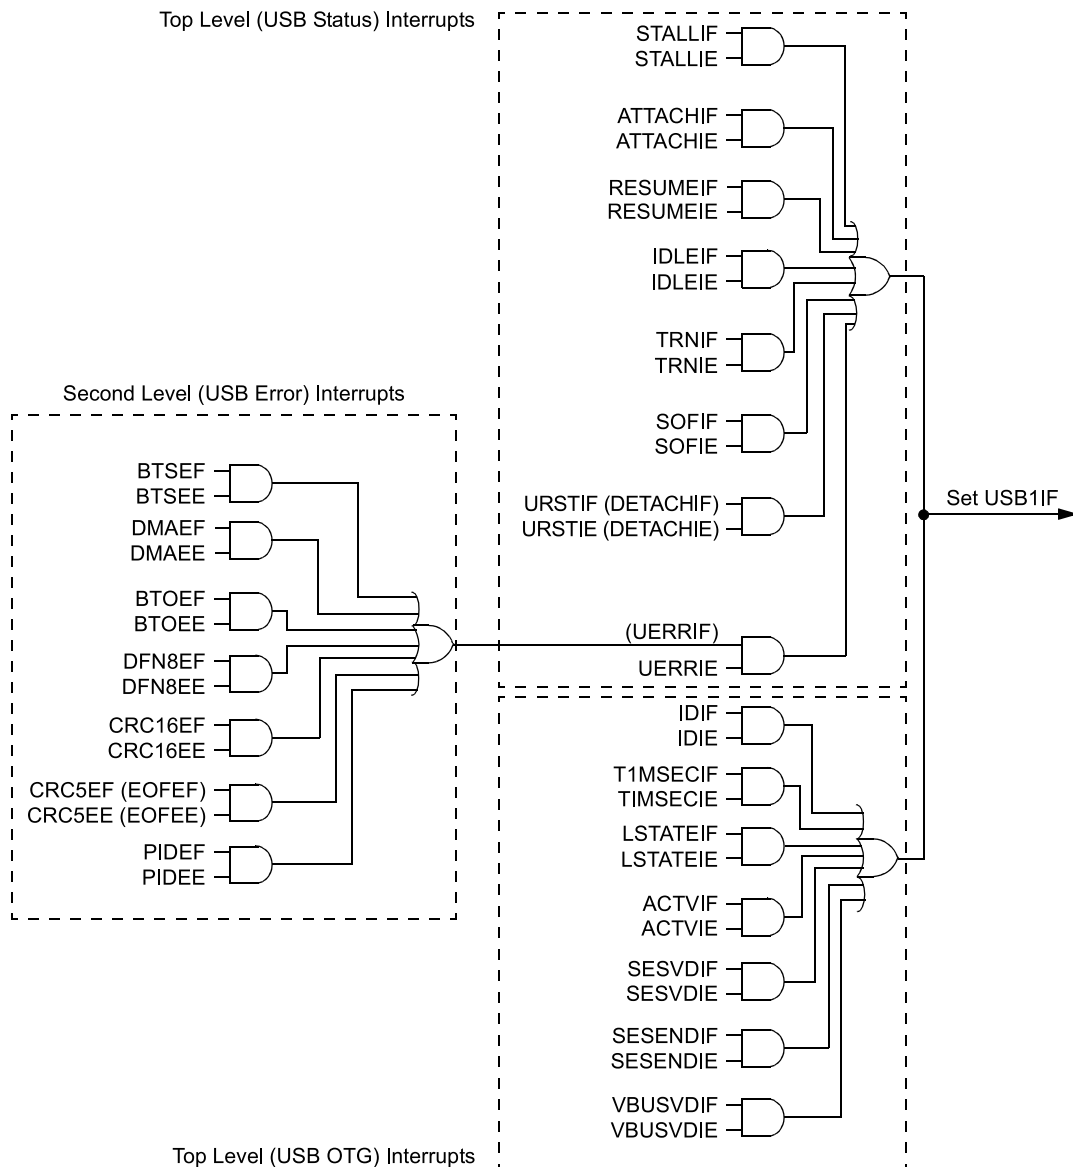 Top Level (USB Status) Interrupts
STALLIF
STALLIE
ATTACHIF
ATTACHIE
RESUMEIF
RESUMEIE
IDLEIF
IDLEIE
TRNIF
TRNIE
SOFIF
SOFIE
URSTIF (DETACHIF)
URSTIE (DETACHIE)
(UERRIF)
UERRIE
Set USB1IF
Second Level (USB Error) Interrupts
BTSEF
BTSEE
DMAEF
DMAEE
BTOEF
BTOEE
DFN8EF
DFN8EE
CRC16EF
CRC16EE
CRC5EF (EOFEF)
CRC5EE (EOFEE)
PIDEF
PIDEE
IDIF
IDIE
T1MSECIF
TIMSECIE
LSTATEIF
LSTATEIE
ACTVIF
ACTVIE
SESVDIF
SESVDIE
SESENDIF
SESENDIE
VBUSVDIF
VBUSVDIE
Top Level (USB OTG) Interrupts